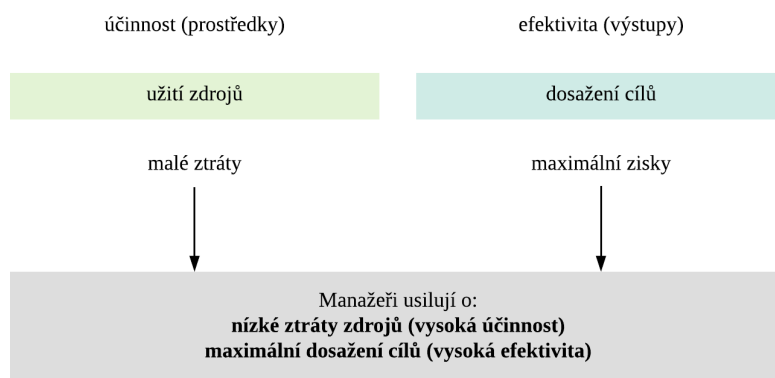 účinnost (prostředky)
efektivita (výstupy)
užití zdrojů
dosažení cílů
malé ztráty
maximální zisky
Manažeři usilují o:
nízké ztráty zdrojů (vysoká účinnost)
maximální dosažení cílů (vysoká efektivita)